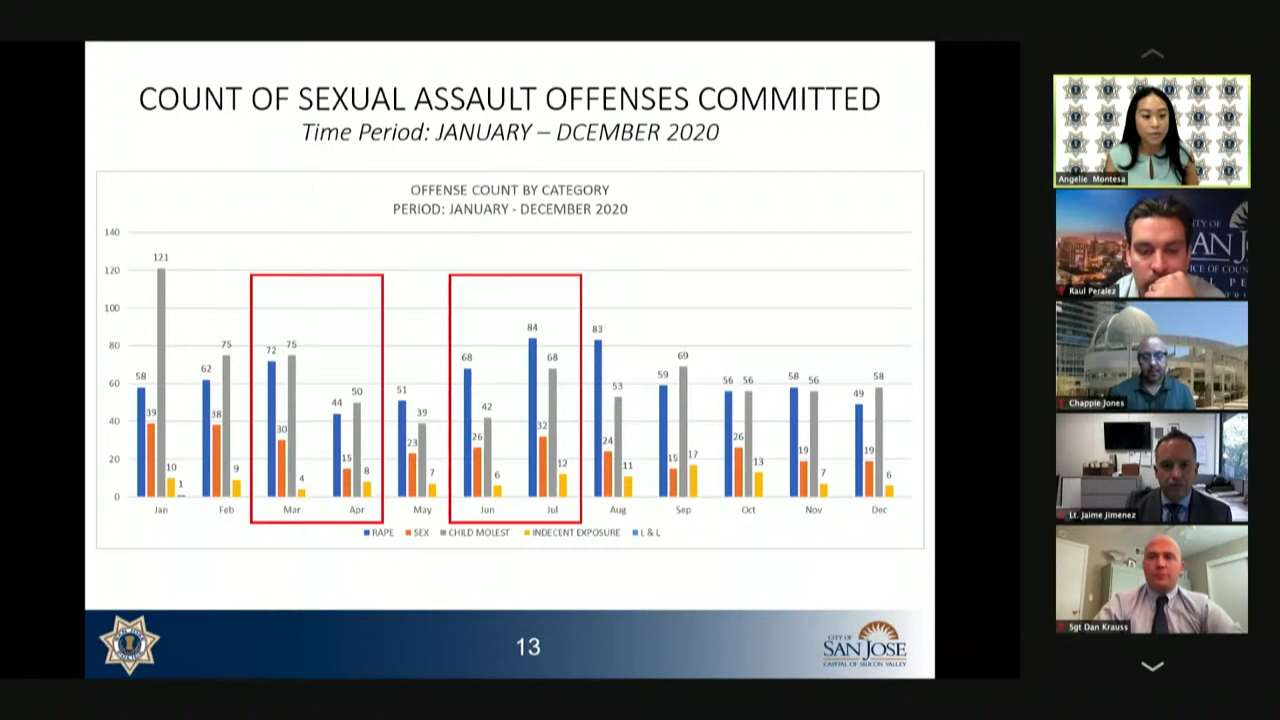 COUNT OF SEXUAL ASSAULT OFFENSES COMMITTED
Time Period: JANUARY – DCEMBER 2020
OFFENSE COUNT BY CATEGORY
PERIOD: JANUARY - DECEMBER 2020
140
120
100
80
60
40
20
0
58 39 121 10 1
62 38 75 9
72 30 75 4
44 15 50 8
51 23 39 7
68 26 42 6
84 32 68 12
83 24 53 11
59 15 69 17
56 26 56 13
58 19 56 7
49 19 58 6
Jan Feb Mar Apr May Jun Jul Aug Sep Oct Nov Dec
RAPE SEX CHILD MOLEST INDECENT EXPOSURE L & L
13
CITY OF
SAN JOSE
CAPITAL OF SILICON VALLEY
Angelie Montesa
Raul Peralez
Chappie Jones
Lt. Jaime Jimenez
Sgt Dan Krauss